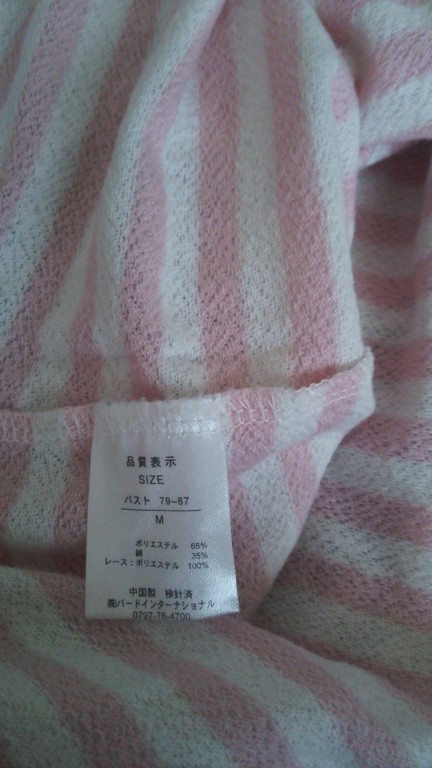 品質表示
SIZE
バスト 79-87
M
ポリエステル 65%
綿 35%
レース:ポリエステル 100%
中国製 検針済
㈱バードインターナショナル
0797-76-4700